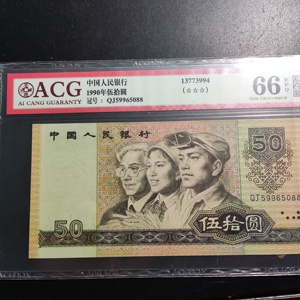 ACG
AI CANG GUARANTY
中国人民银行
1990年伍拾圆
冠号： QJ59965088
13773994
(☆☆☆)
66 EPQ
中国人民银行
50
QJ59965088
50
伍拾圆